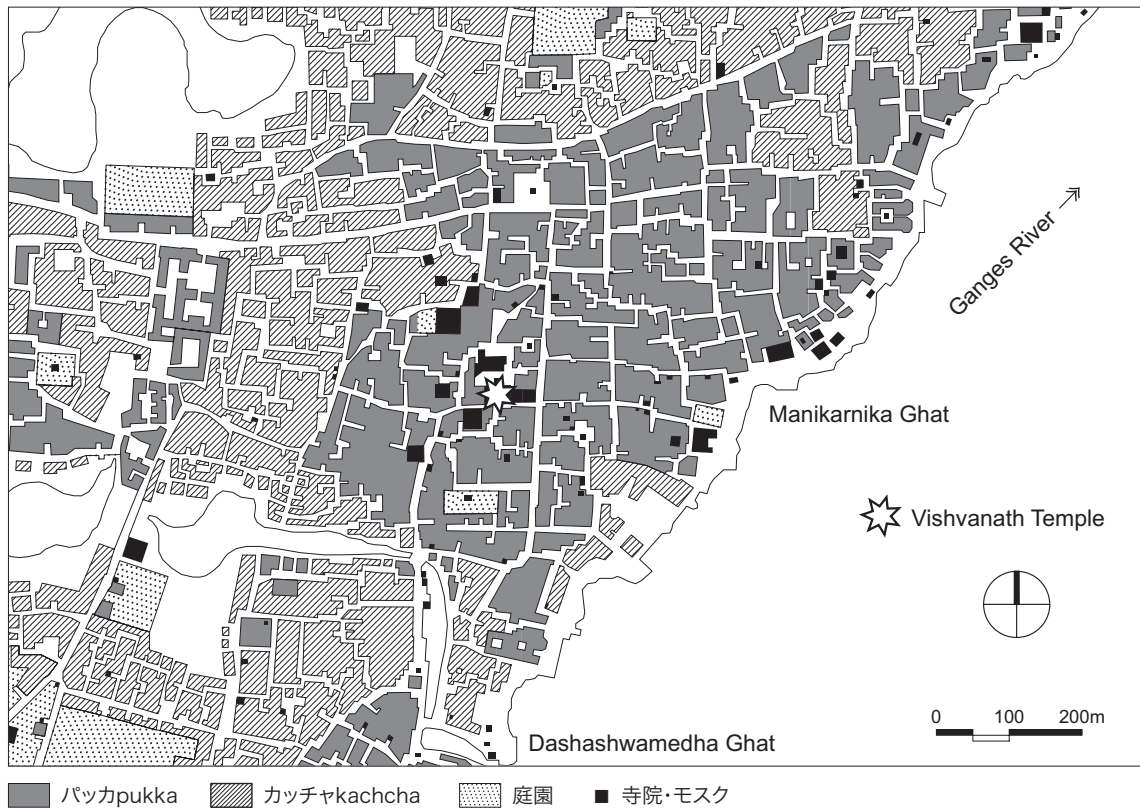 Ganges River
Manikarnika Ghat
Vishvanath Temple
0 100 200m
Dashashwamedha Ghat
パッカpukka カッチャkachcha 庭園 寺院・モスク